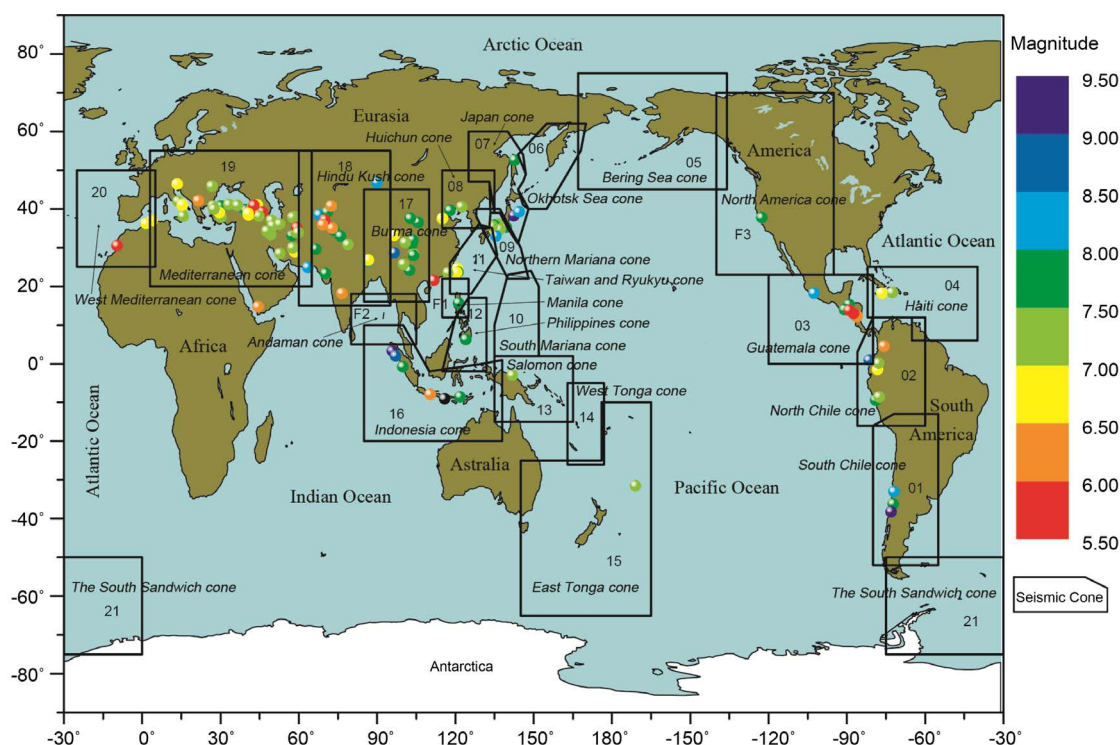 Arctic Ocean
Magnitude
80°
60°
40°
20°
0°
-20°
-40°
-60°
-80°
9.50
9.00
8.50
8.00
7.50
7.00
6.50
6.00
5.50
Eurasia
Japan cone
Huichun cone
07
06
05
America
19
18
Hindu Kush cone
08
Bering Sea cone
20
17
Okhotsk Sea cone
North America cone
Burma cone
F3
Atlantic Ocean
09
11
Northern Mariana cone
Mediterranean cone
Taiwan and Ryukyu cone
04
West Mediterranean cone
F1
Manila cone
Haiti cone
F2
12
10
Philippines cone
03
Andaman cone
South Mariana cone
Guatemala cone
Africa
Salomon cone
02
West Tonga cone
North Chile cone
16
13
14
South
Indonesia cone
America
Astralia
South Chile cone
Atlantic Ocean
Indian Ocean
Pacific Ocean
01
15
The South Sandwich cone
East Tonga cone
The South Sandwich cone
Seismic Cone
21
21
Antarctica
-30°
0°
30°
60°
90°
120°
150°
180°
-150°
-120°
-90°
-60°
-30°